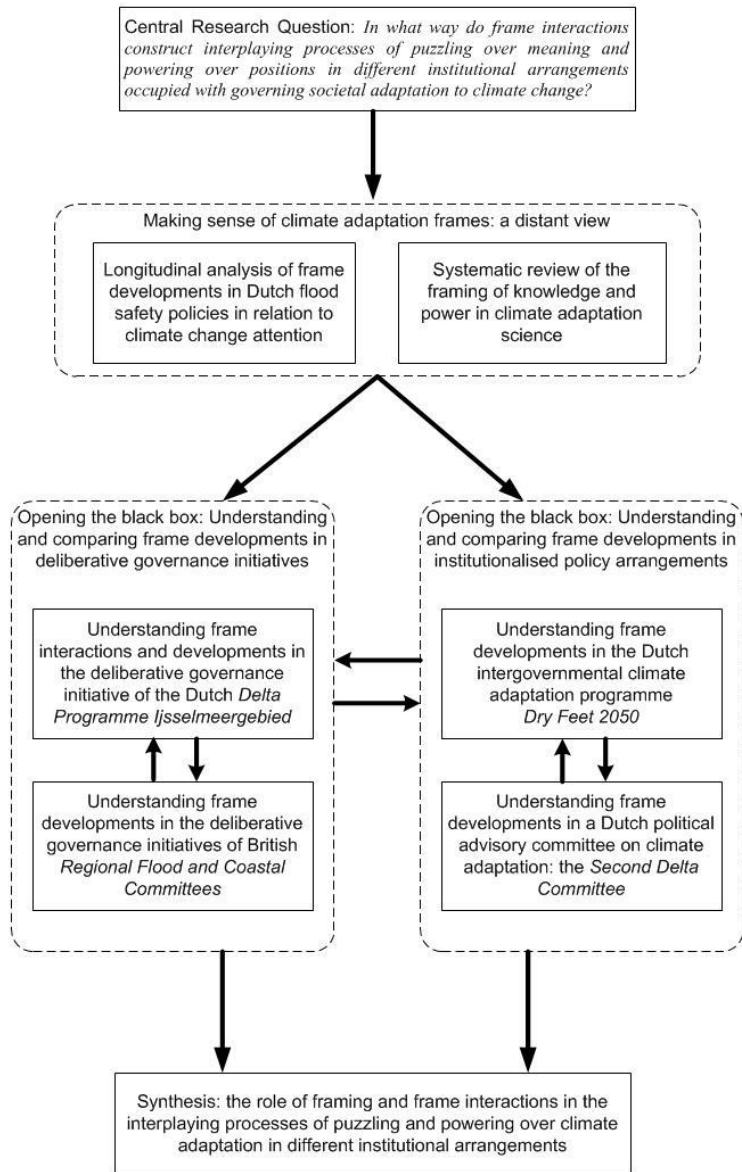 Central Research Question: In what way do frame interactions
construct interplaying processes of puzzling over meaning and
powering over positions in different institutional arrangements
occupied with governing societal adaptation to climate change?
Making sense of climate adaptation frames: a distant view
Longitudinal analysis of frame
developments in Dutch flood
safety policies in relation to
climate change attention
Systematic review of the
framing of knowledge and
power in climate adaptation
science
Opening the black box: Understanding
and comparing frame developments in
deliberative governance initiatives
Understanding frame
interactions and developments in
the deliberative governance
initiative of the Dutch Delta
Programme Ijsselmeergebied
Understanding frame
developments in the deliberative
governance initiatives of British
Regional Flood and Coastal
Committees
Opening the black box: Understanding
and comparing frame developments in
institutionalised policy arrangements
Understanding frame
developments in the Dutch
intergovernmental climate
adaptation programme
Dry Feet 2050
Understanding frame
developments in a Dutch political
advisory committee on climate
adaptation: the Second Delta
Committee
Synthesis: the role of framing and frame interactions in the
interplaying processes of puzzling and powering over climate
adaptation in different institutional arrangements